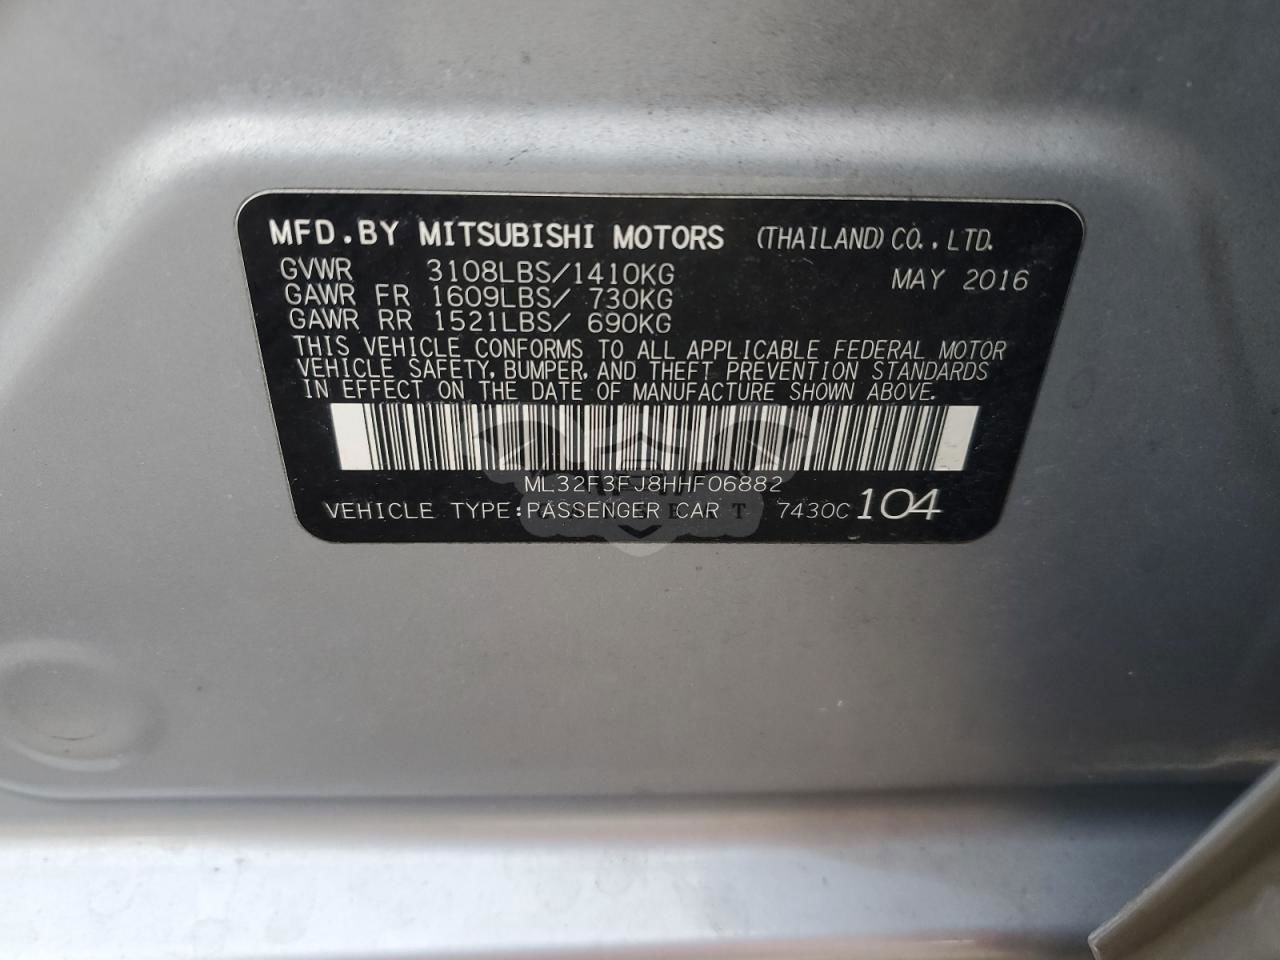 MFD.BY MITSUBISHI MOTORS (THAILAND) CO., LTD.
GVWR 3108LBS/1410KG MAY 2016
GAWR FR 1609LBS/ 730KG
GAWR RR 1521LBS/ 690KG
THIS VEHICLE CONFORMS TO ALL APPLICABLE FEDERAL MOTOR
VEHICLE SAFETY, BUMPER, AND THEFT PREVENTION STANDARDS
IN EFFECT ON THE DATE OF MANUFACTURE SHOWN ABOVE.
ML32F3FJ8HHF06882
VEHICLE TYPE:PASSENGER CAR 7430C 104